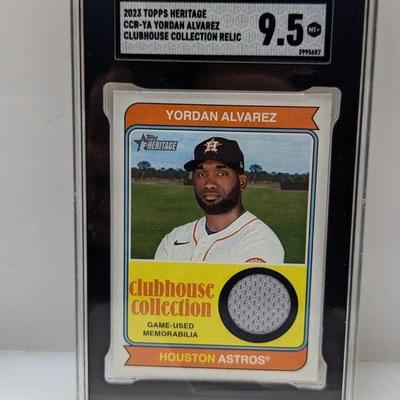 2023 TOPPS HERITAGE
CCR-YA YORDAN ALVAREZ
CLUBHOUSE COLLECTION RELIC
9.5
MT+
3995657
YORDAN ALVAREZ
Topps
HERITAGE
clubhouse
collection
GAME-USED
MEMORABILIA
HOUSTON ASTROS®